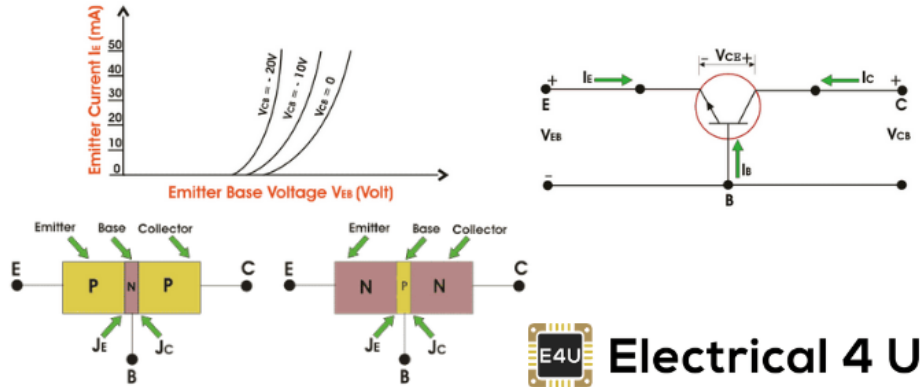 Emitter Current IE (mA)
50
40
30
20
10
0
VCB = - 20V
VCB = - 10V
VCB = 0
Emitter Base Voltage VEB (Volt)
- VCE +
IE
IC
+
+
E
C
VEB
VCB
IB
-
B
Emitter Base Collector
E
P N P
C
JE JC
B
Emitter Base Collector
E
N P N
C
JE JC
B
E4U
Electrical 4 U